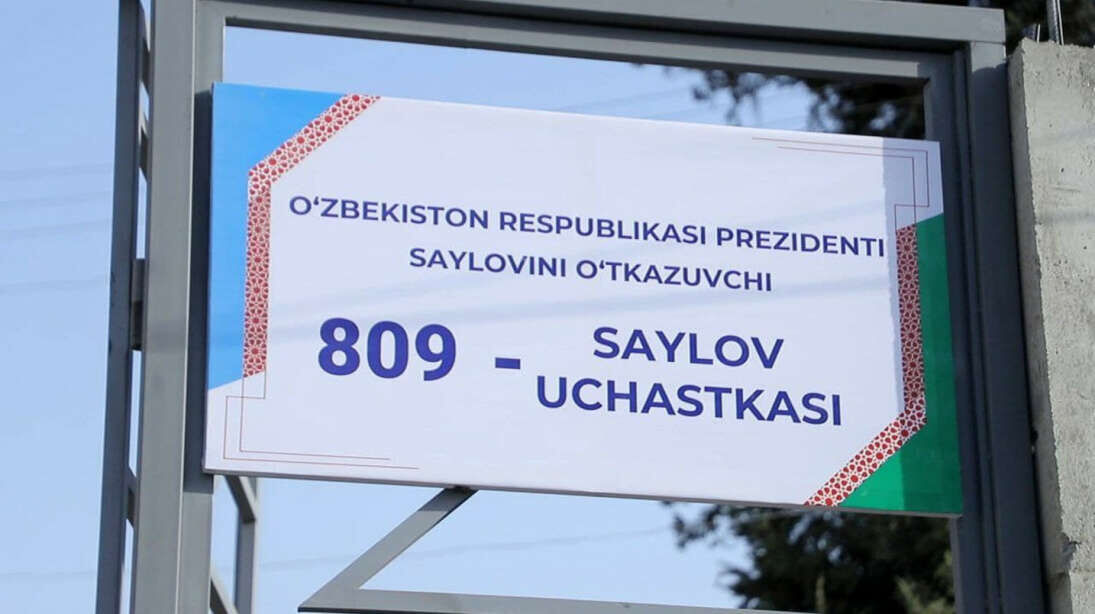 O‘ZBEKISTON RESPUBLIKASI PREZIDENTI
SAYLOVINI O‘TKAZUVCHI
809 - SAYLOV
UCHASTKASI